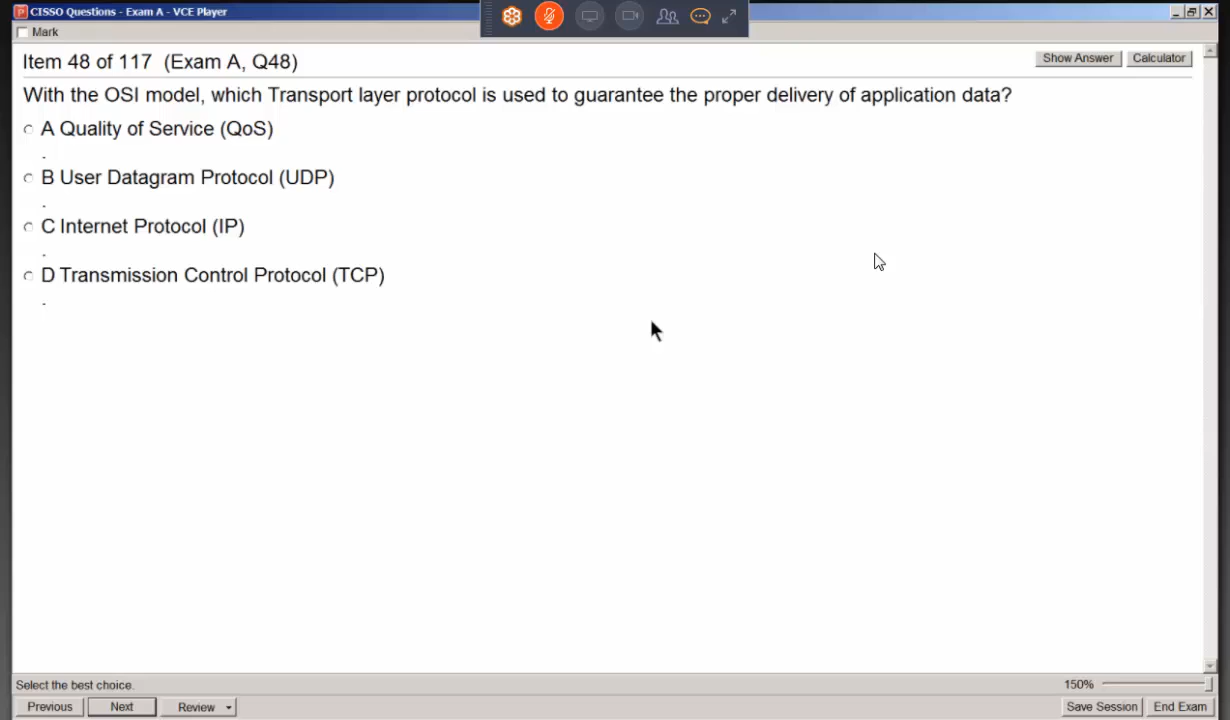 CISSO Questions - Exam A - VCE Player
Mark
Item 48 of 117 (Exam A, Q48)
Show Answer
Calculator
With the OSI model, which Transport layer protocol is used to guarantee the proper delivery of application data?
A Quality of Service (QoS)
.
B User Datagram Protocol (UDP)
.
C Internet Protocol (IP)
.
D Transmission Control Protocol (TCP)
.
Select the best choice.
150%
Previous
Next
Review
Save Session
End Exam